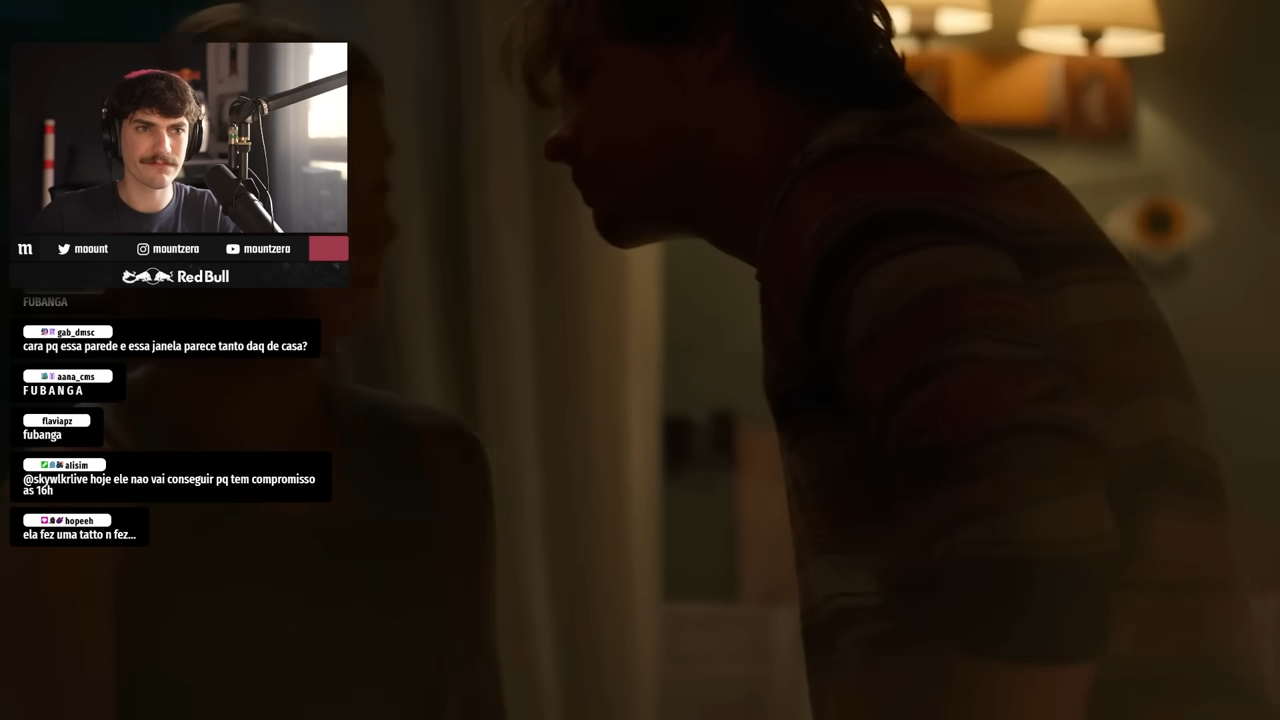 m
moount
mountzera
mountzera
Red Bull
FUBANGA
gab_dmsc
cara pq essa parede e essa janela parece tanto daq de casa?
aana_cms
F U B A N G A
flaviapz
fubanga
alisim
@skywlkrlive hoje ele nao vai conseguir pq tem compromisso
as 16h
hopeeh
ela fez uma tatto n fez...